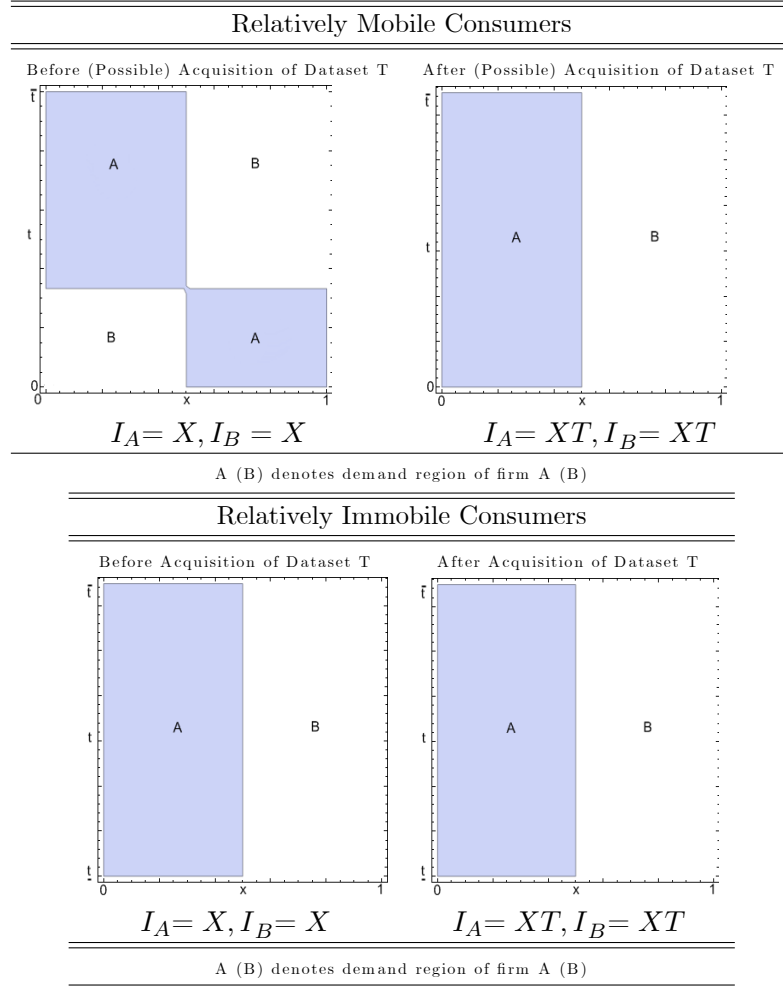 Relatively Mobile Consumers
Before (Possible) Acquisition of Dataset T
After (Possible) Acquisition of Dataset T
t̄
A
B
t
B
A
0
0
x
1
t̄
t
A
B
0
0
x
1
I_A= X, I_B = X
I_A= XT, I_B= XT
A (B) denotes demand region of firm A (B)
Relatively Immobile Consumers
Before Acquisition of Dataset T
After Acquisition of Dataset T
t̄
t
A
B
t̲
0
x
1
t̄
t
A
B
t̲
0
x
1
I_A= X, I_B= X
I_A= XT, I_B= XT
A (B) denotes demand region of firm A (B)